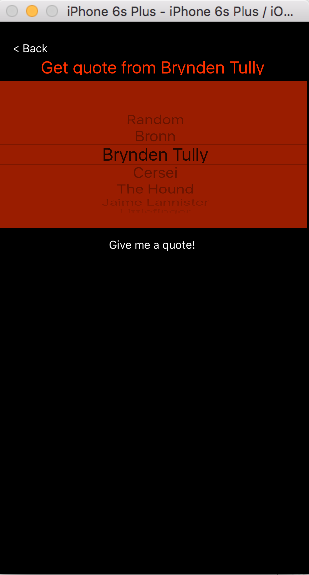 iPhone 6s Plus - iPhone 6s Plus / iO...
< Back
Get quote from Brynden Tully
Random
Bronn
Brynden Tully
Cersei
The Hound
Jaime Lannister
Give me a quote!